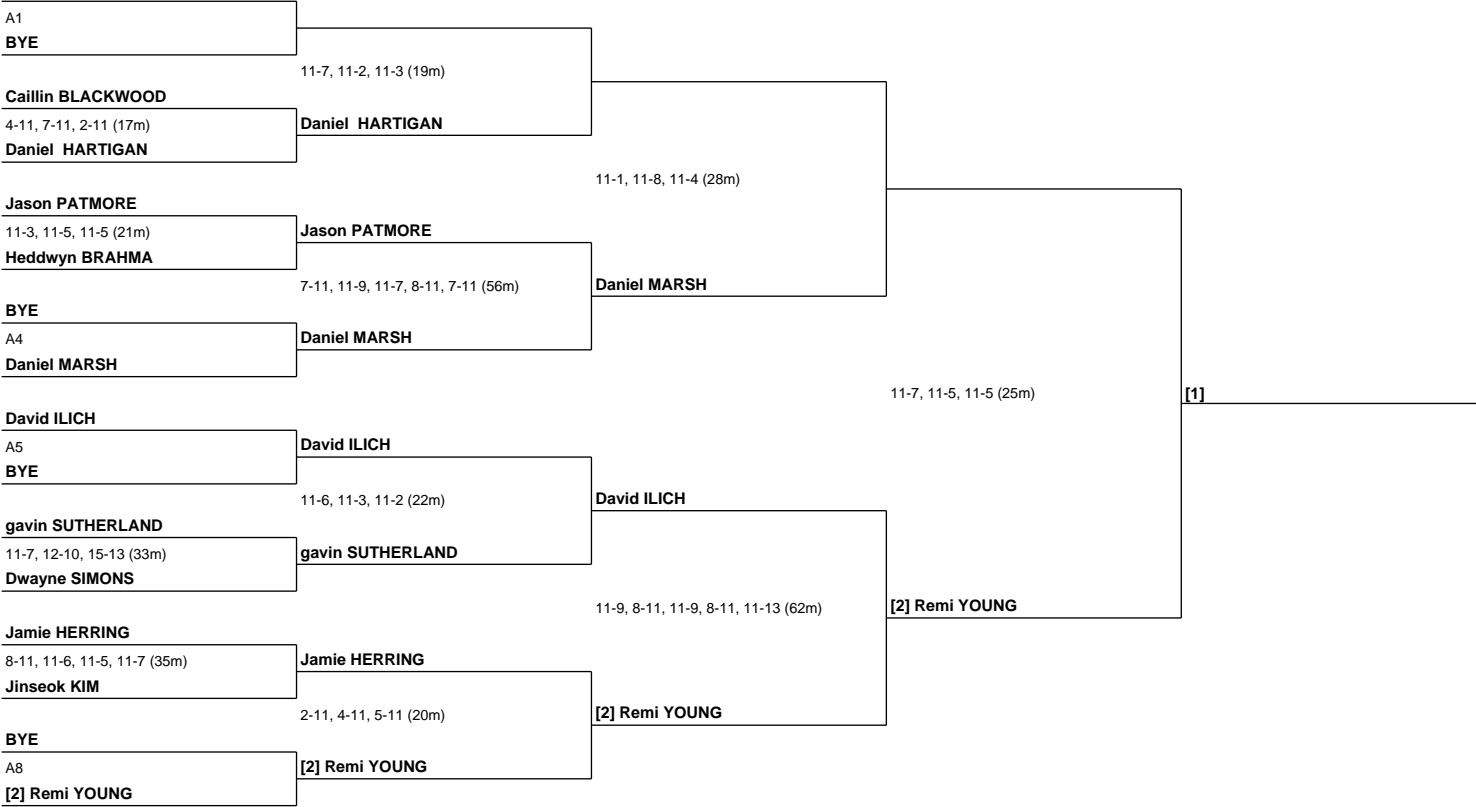 A1
BYE
Caillin BLACKWOOD
4-11, 7-11, 2-11 (17m)
Daniel HARTIGAN
Jason PATMORE
11-3, 11-5, 11-5 (21m)
Heddwyn BRAHMA
BYE
A4
Daniel MARSH
David ILICH
A5
BYE
gavin SUTHERLAND
11-7, 12-10, 15-13 (33m)
Dwayne SIMONS
Jamie HERRING
8-11, 11-6, 11-5, 11-7 (35m)
Jinseok KIM
BYE
A8
[2] Remi YOUNG
11-7, 11-2, 11-3 (19m)
Daniel HARTIGAN
Jason PATMORE
7-11, 11-9, 11-7, 8-11, 7-11 (56m)
Daniel MARSH
David ILICH
11-6, 11-3, 11-2 (22m)
gavin SUTHERLAND
Jamie HERRING
2-11, 4-11, 5-11 (20m)
[2] Remi YOUNG
11-1, 11-8, 11-4 (28m)
Daniel MARSH
David ILICH
11-9, 8-11, 11-9, 8-11, 11-13 (62m)
[2] Remi YOUNG
11-7, 11-5, 11-5 (25m)
[2] Remi YOUNG
[1]